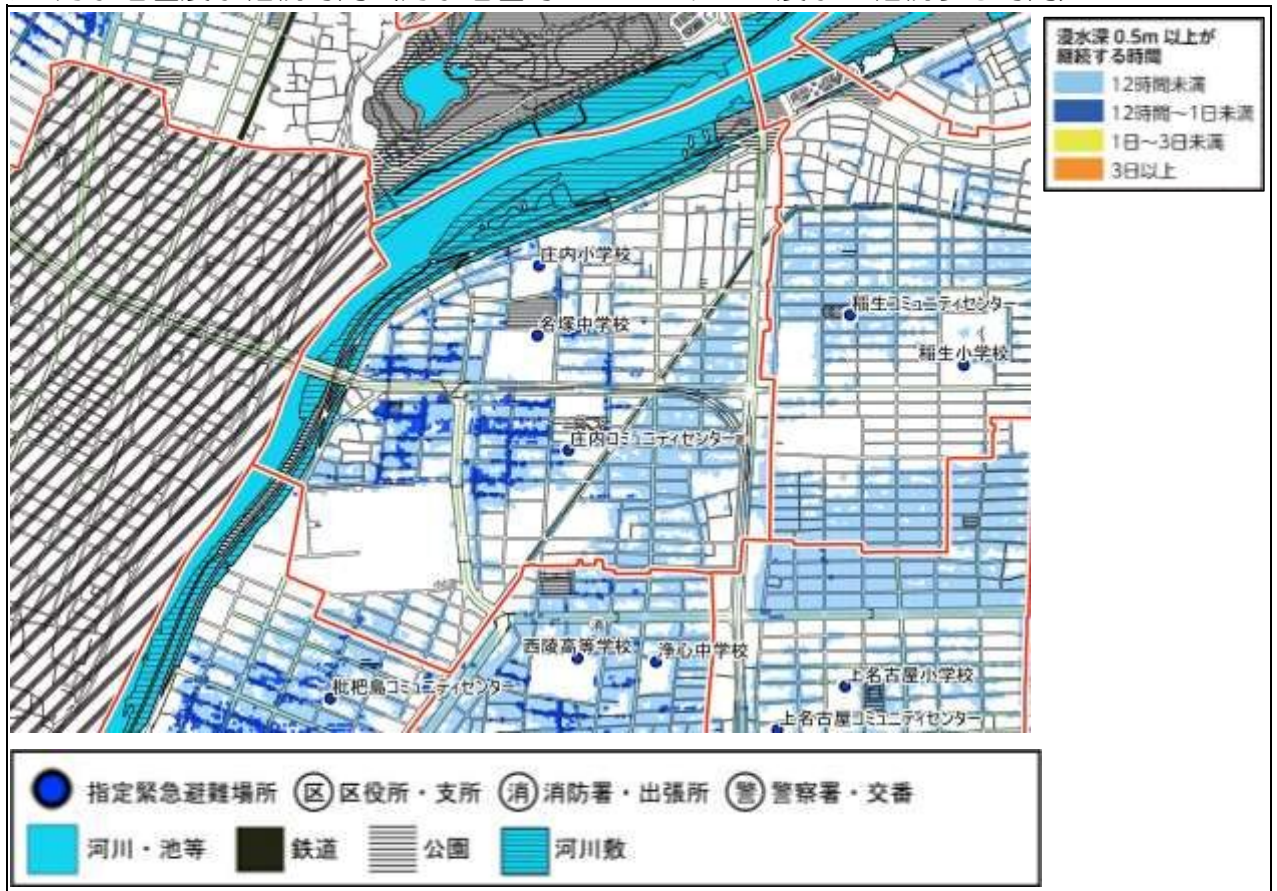 浸水深 0.5m 以上が
継続する時間
12時間未満
12時間～1日未満
1日～3日未満
3日以上
庄内小学校
稲生コミュニティセンター
名塚中学校
稲生小学校
庄内コミュニティセンター
消
西陵高等学校
浄心中学校
枇杷島コミュニティセンター
上名古屋小学校
上名古屋コミュニティセンター
指定緊急避難場所 区 区役所・支所 消 消防署・出張所 警 警察署・交番
河川・池等 鉄道 公園 河川敷